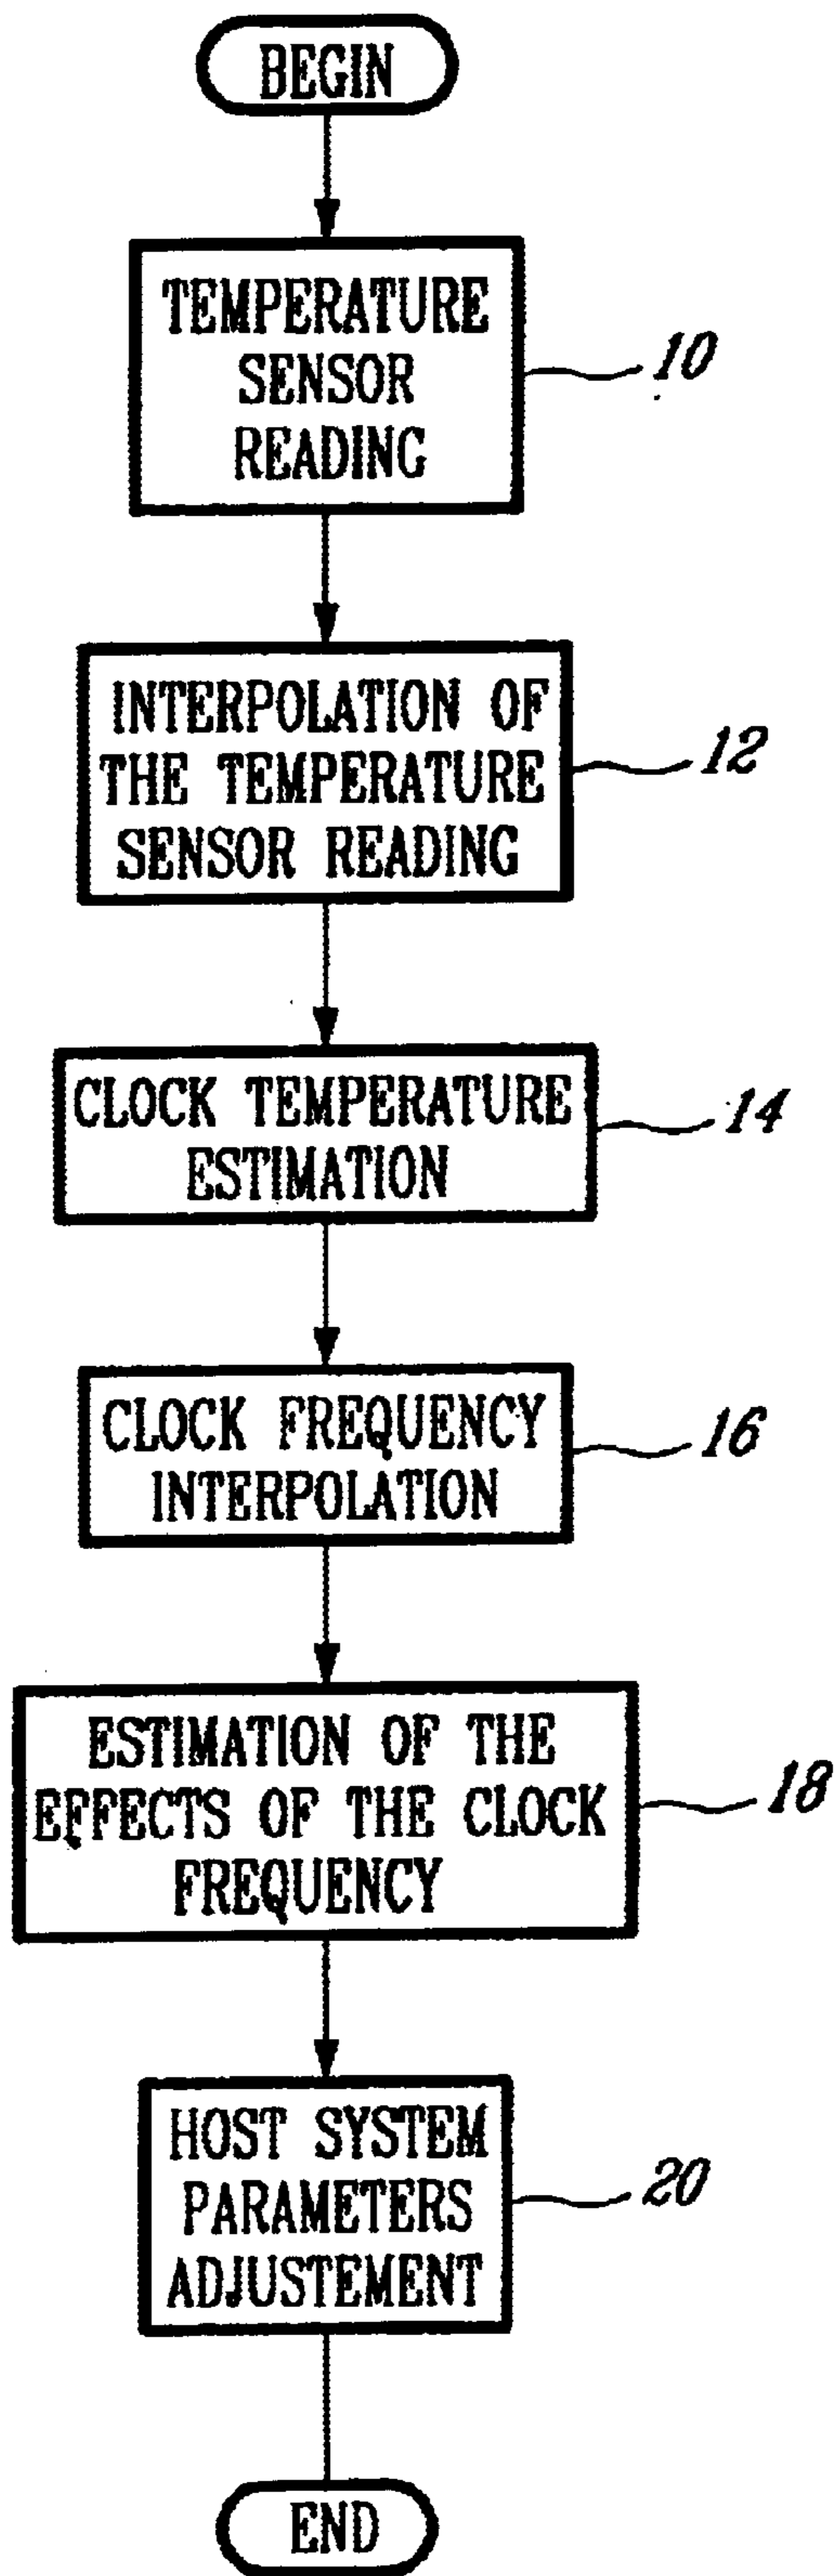 BEGIN
TEMPERATURE
SENSOR
READING
10
INTERPOLATION OF
THE TEMPERATURE
SENSOR READING
12
CLOCK TEMPERATURE
ESTIMATION
14
CLOCK FREQUENCY
INTERPOLATION
16
ESTIMATION OF THE
EFFECTS OF THE CLOCK
FREQUENCY
18
HOST SYSTEM
PARAMETERS
ADJUSTEMENT
20
END